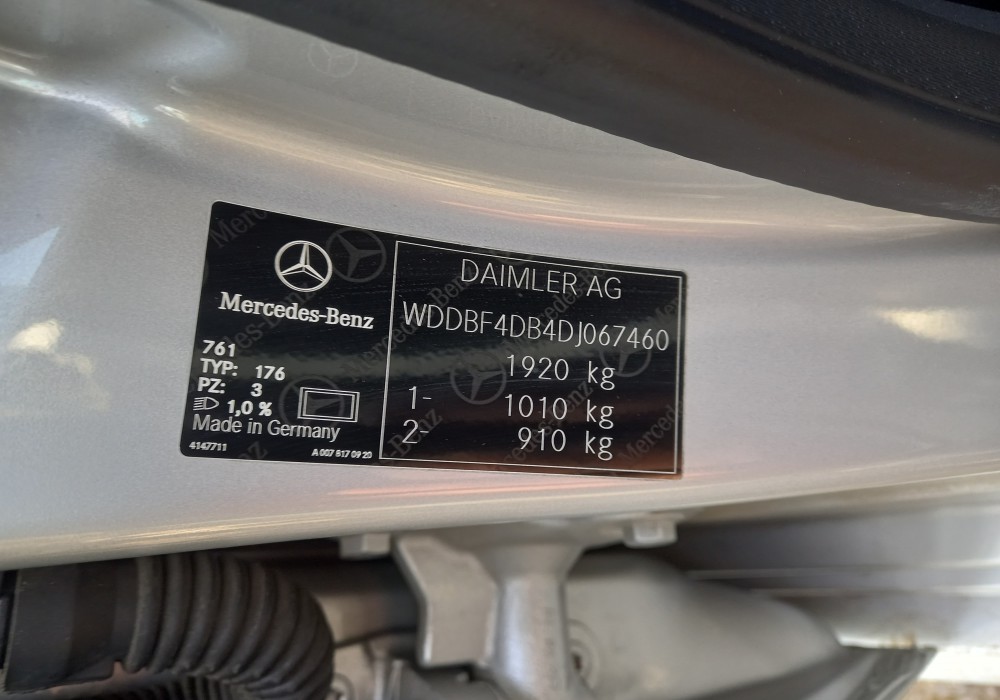 Mercedes-Benz
761
TYP: 176
PZ: 3
1,0 %
Made in Germany
4147711
A 007 817 09 20
DAIMLER AG
WDDBF4DB4DJ067460
1920 kg
1- 1010 kg
2- 910 kg